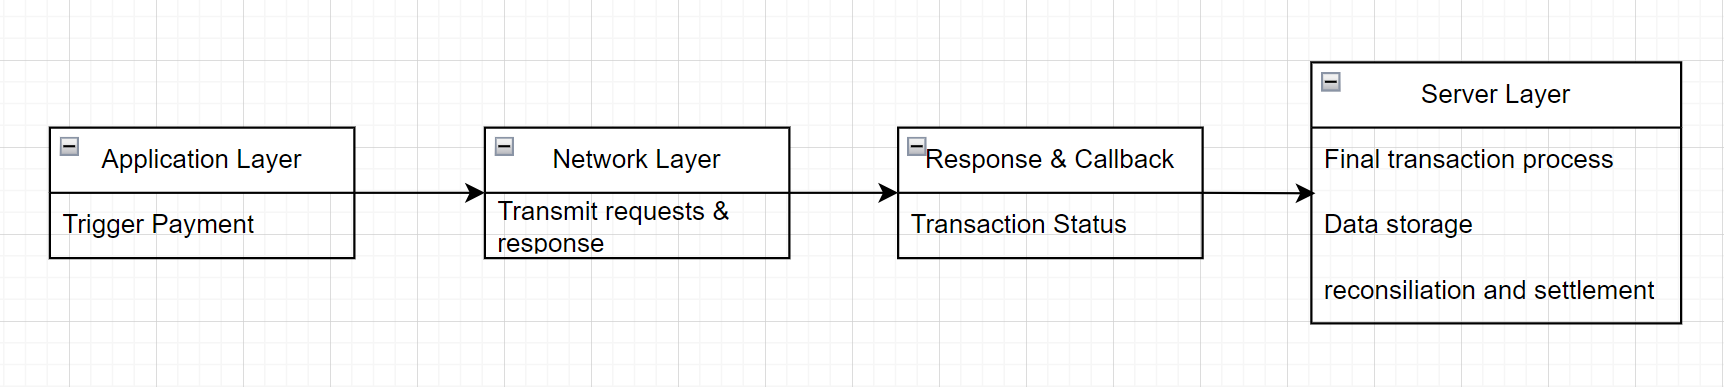 Application Layer
Trigger Payment
Network Layer
Transmit requests &
response
Response & Callback
Transaction Status
Server Layer
Final transaction process
Data storage
reconsiliation and settlement